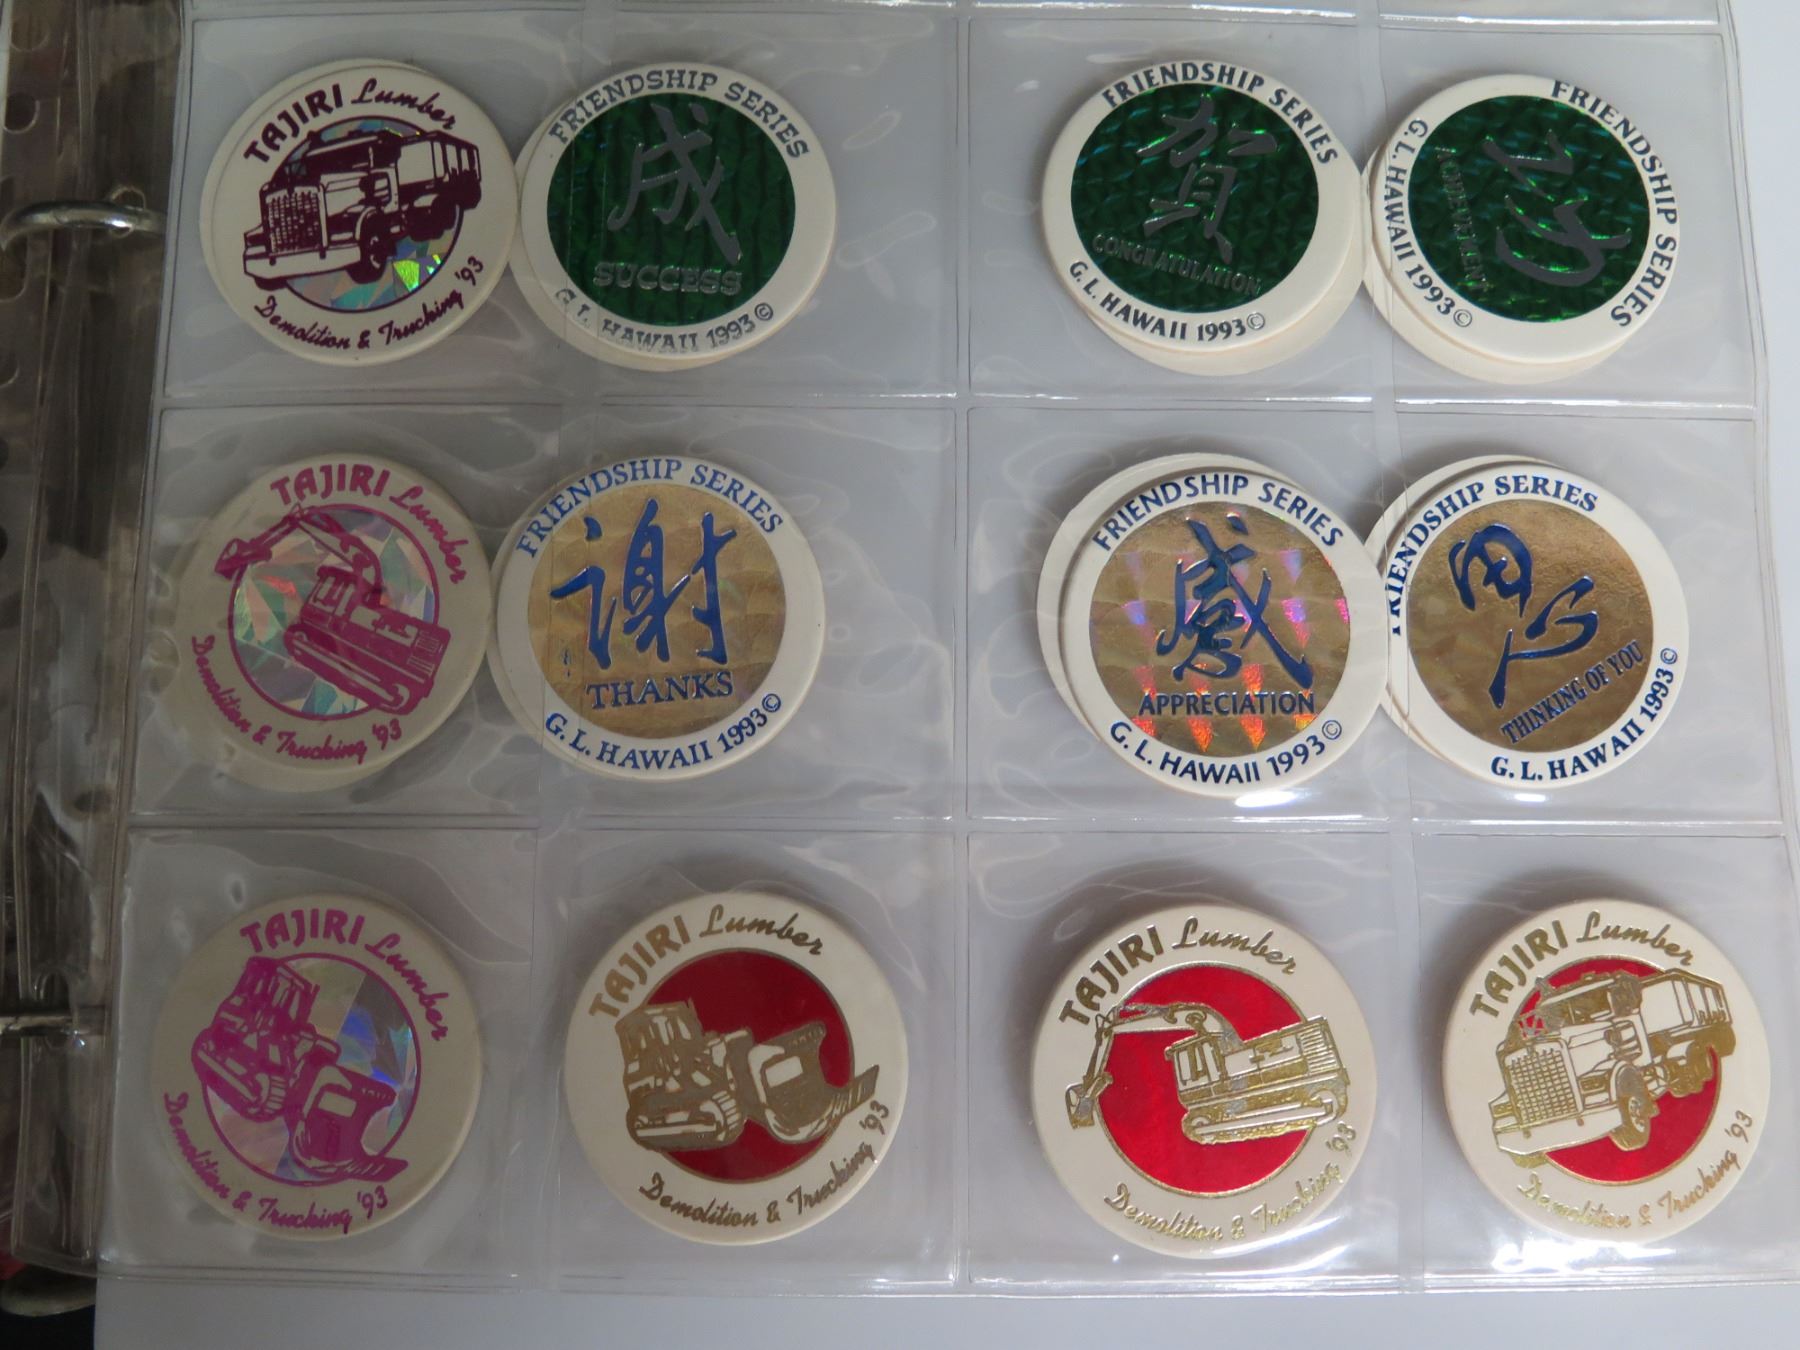 TAJIRI Lumber
Demolition & Trucking '93
FRIENDSHIP SERIES
成
SUCCESS
G. L. HAWAII 1993 ©
FRIENDSHIP SERIES
賀
CONGRATULATION
G. L. HAWAII 1993 ©
FRIENDSHIP SERIES
G. L. HAWAII 1993 ©
TAJIRI Lumber
Demolition & Trucking '93
FRIENDSHIP SERIES
謝
THANKS
G. L. HAWAII 1993 ©
FRIENDSHIP SERIES
感
APPRECIATION
G. L. HAWAII 1993 ©
FRIENDSHIP SERIES
思
THINKING OF YOU
G. L. HAWAII 1993 ©
TAJIRI Lumber
Demolition & Trucking '93
TAJIRI Lumber
Demolition & Trucking '93
TAJIRI Lumber
Demolition & Trucking '93
TAJIRI Lumber
Demolition & Trucking '93